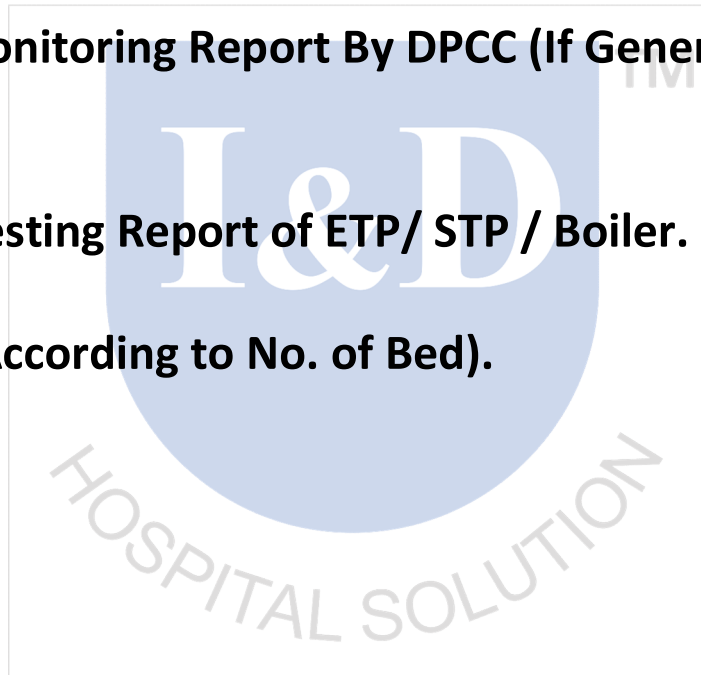 onitoring Report By DPCC (If Gener
TM
I&D
esting Report of ETP/ STP / Boiler.
According to No. of Bed).
HOSPITAL SOLUTION